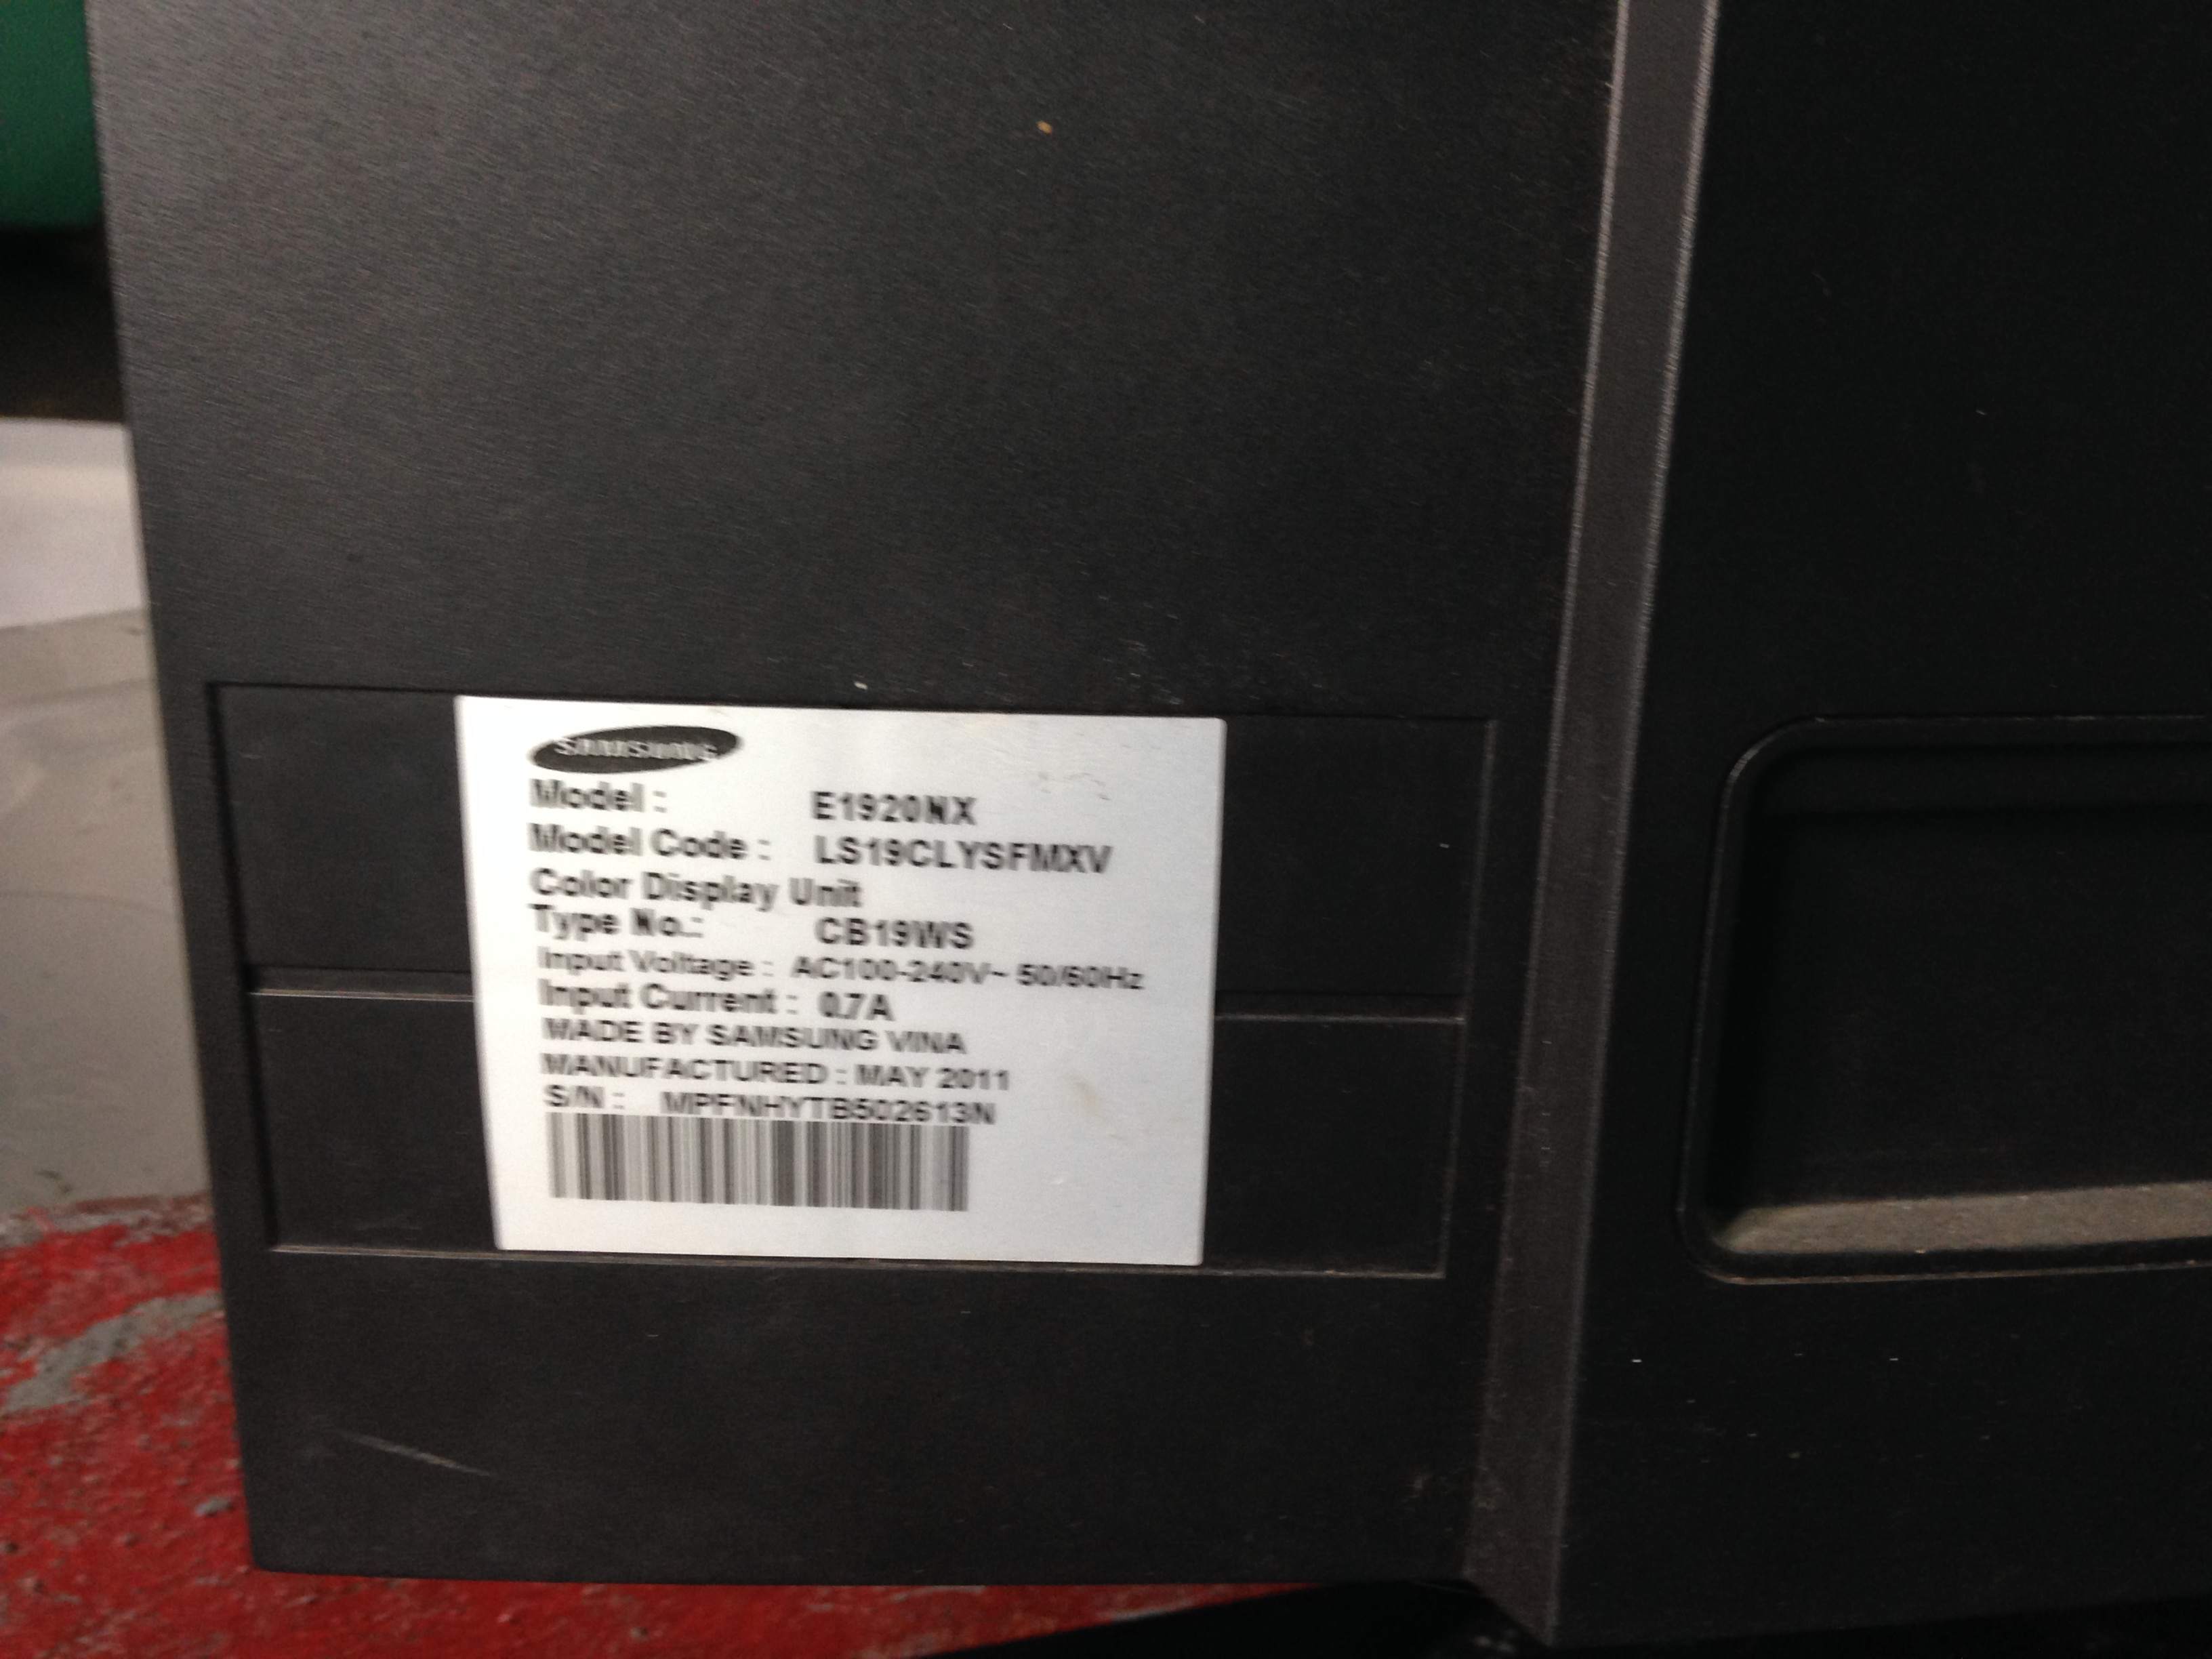 SAMSUNG
Model : E1920NX
Model Code : LS19CLYSFMXV
Color Display Unit
Type No.: CB19WS
Input Voltage : AC100-240V~ 50/60Hz
Input Current : 0.7A
MADE BY SAMSUNG VINA
MANUFACTURED : MAY 2011
S/N : MPFNHYTB502613N